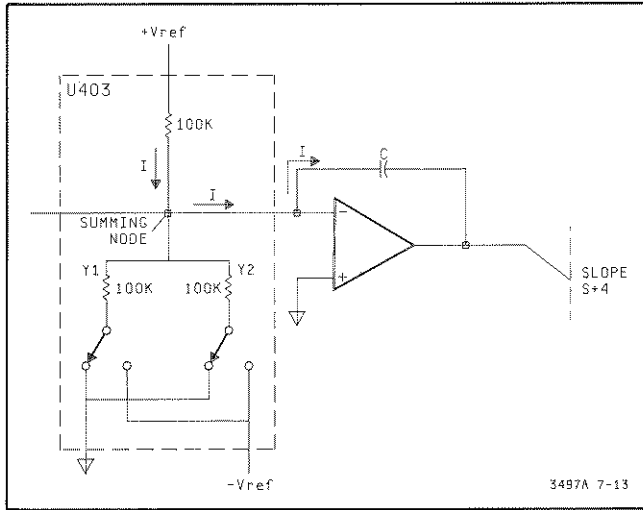 +Vref
U403
100K
I
I
I
C
SUMMING
NODE
−
+
Y1
Y2
100K
100K
SLOPE
S+4
-Vref
3497A 7-13